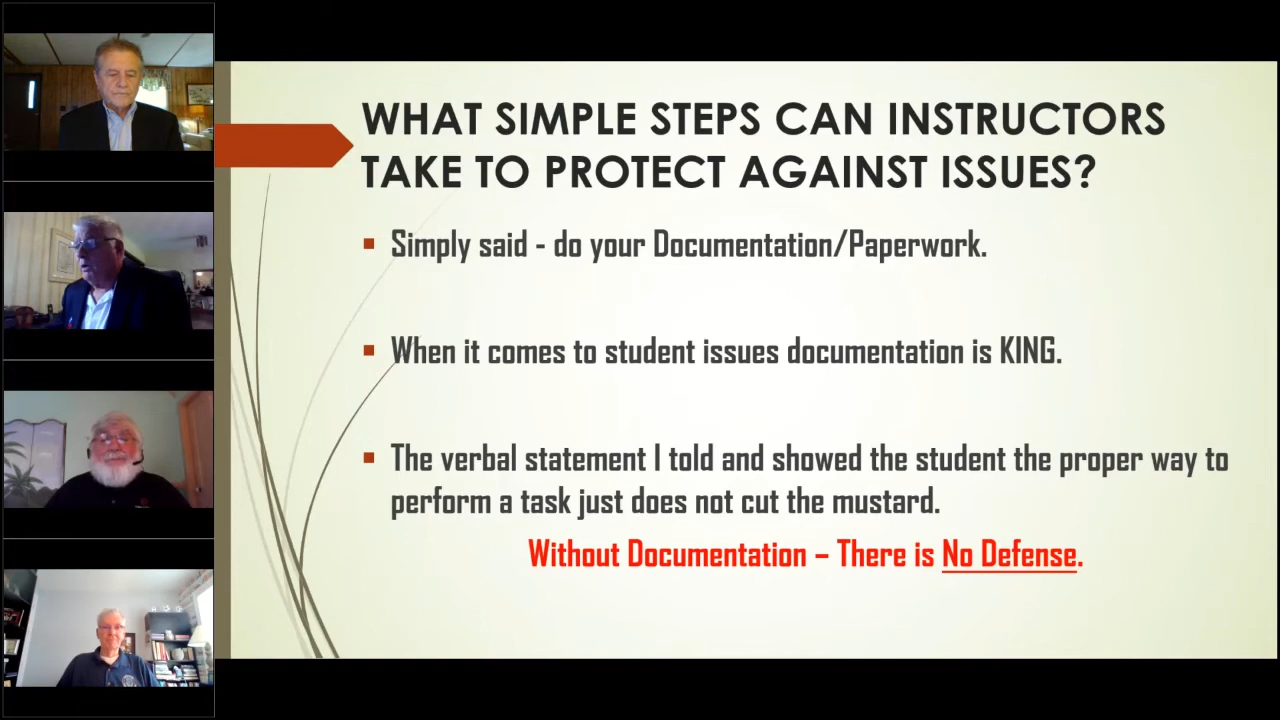 WHAT SIMPLE STEPS CAN INSTRUCTORS
TAKE TO PROTECT AGAINST ISSUES?
Simply said - do your Documentation/Paperwork.
When it comes to student issues documentation is KING.
The verbal statement I told and showed the student the proper way to
perform a task just does not cut the mustard.
Without Documentation – There is No Defense.